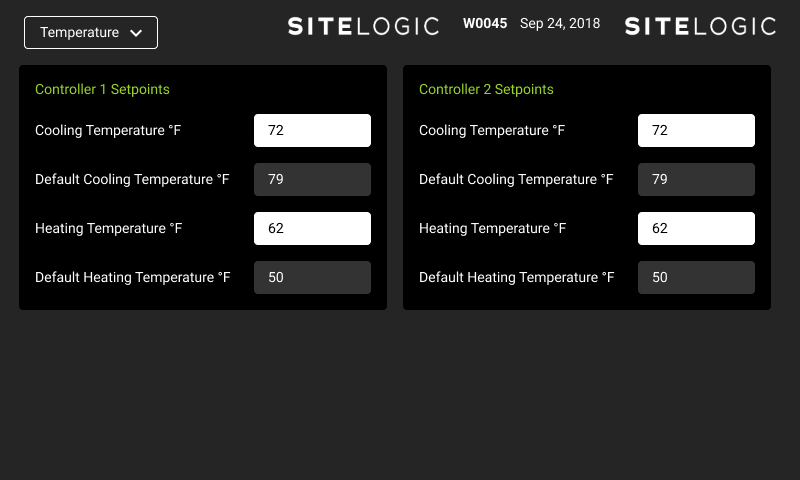 Temperature
SITELOGIC W0045 Sep 24, 2018 SITELOGIC
Controller 1 Setpoints
Cooling Temperature °F 72
Default Cooling Temperature °F 79
Heating Temperature °F 62
Default Heating Temperature °F 50
Controller 2 Setpoints
Cooling Temperature °F 72
Default Cooling Temperature °F 79
Heating Temperature °F 62
Default Heating Temperature °F 50